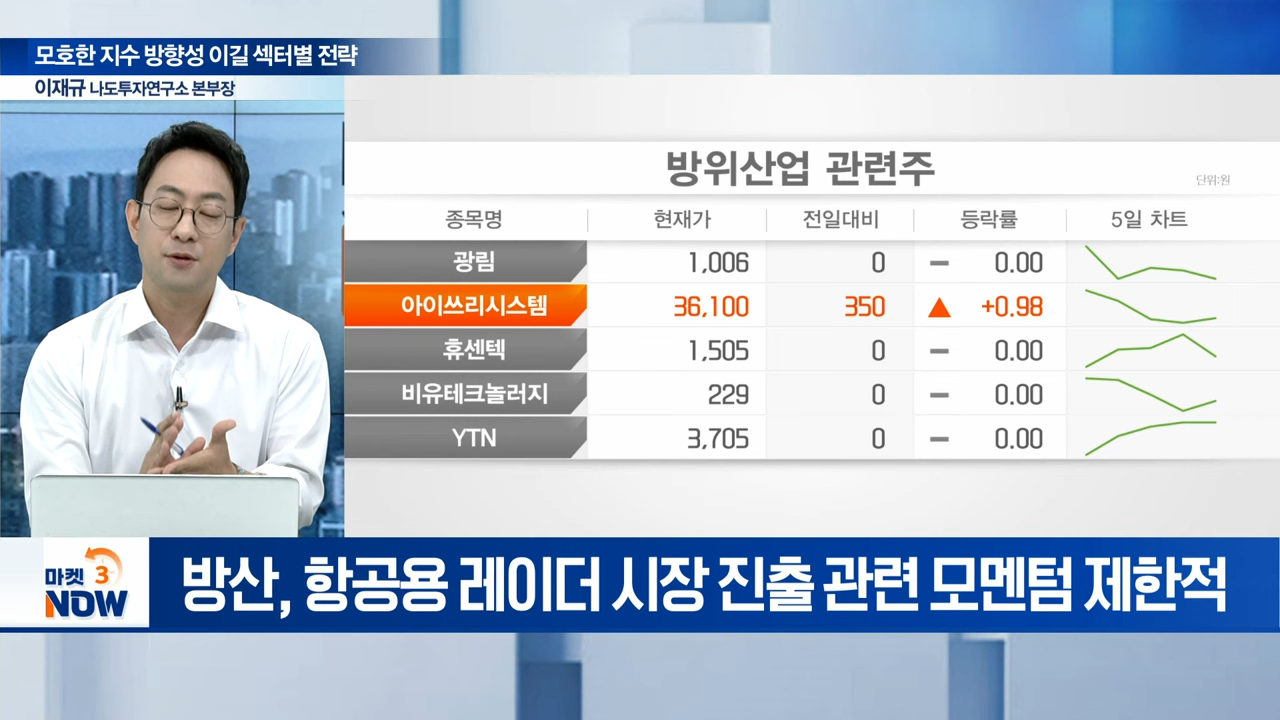 모호한 지수 방향성 이길 섹터별 전략
이재규 나도투자연구소 본부장
방위산업 관련주
단위:원
종목명 현재가 전일대비 등락률 5일 차트
광림 1,006 0 - 0.00
아이쓰리시스템 36,100 350 ▲ +0.98
휴센텍 1,505 0 - 0.00
비유테크놀러지 229 0 - 0.00
YTN 3,705 0 - 0.00
마켓 3
NOW
방산, 항공용 레이더 시장 진출 관련 모멘텀 제한적